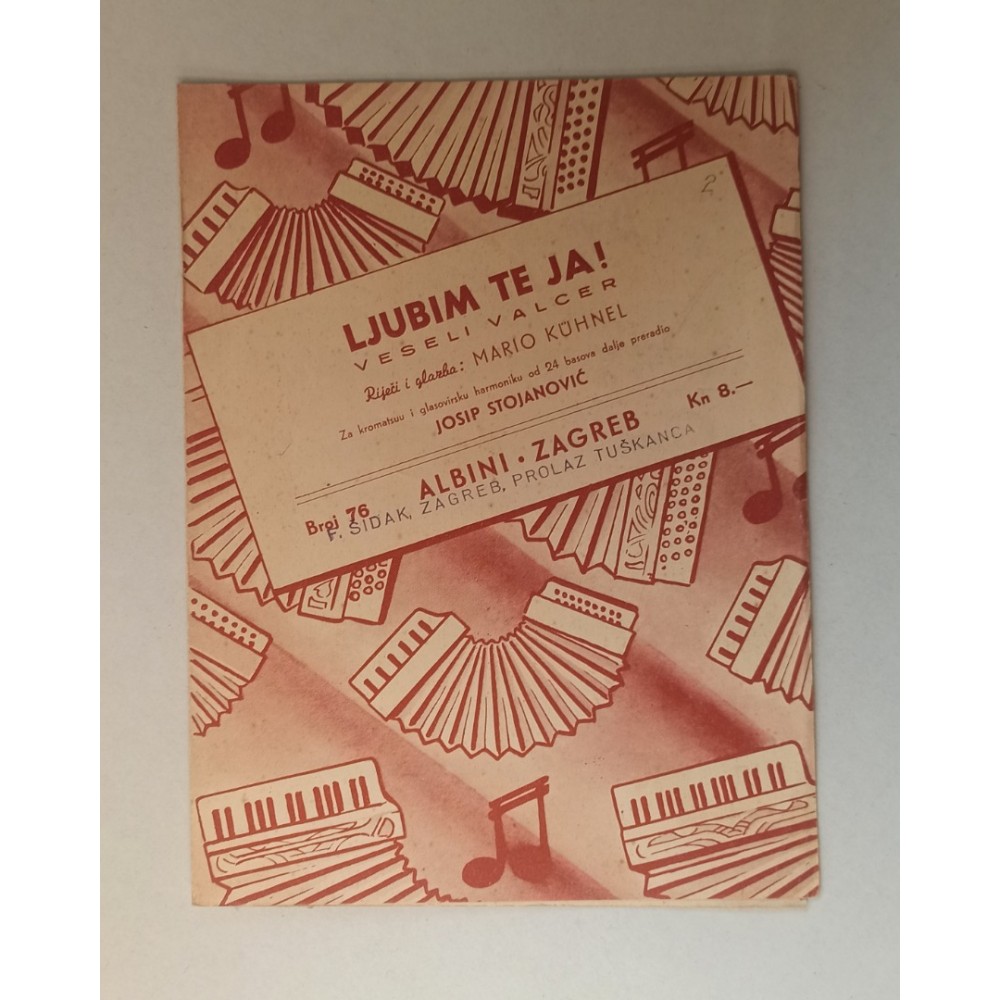 2
LJUBIM TE JA!
VESELI VALCER
Riječi i glazba: MARIO KÜHNEL
Za kromatsuu i glasovirsku harmoniku od 24 basova dalje preradio
JOSIP STOJANOVIĆ
Kn 8.—
Broj 76 ALBINI • ZAGREB
F. ŠIDAK, ZAGREB, PROLAZ TUŠKANCA